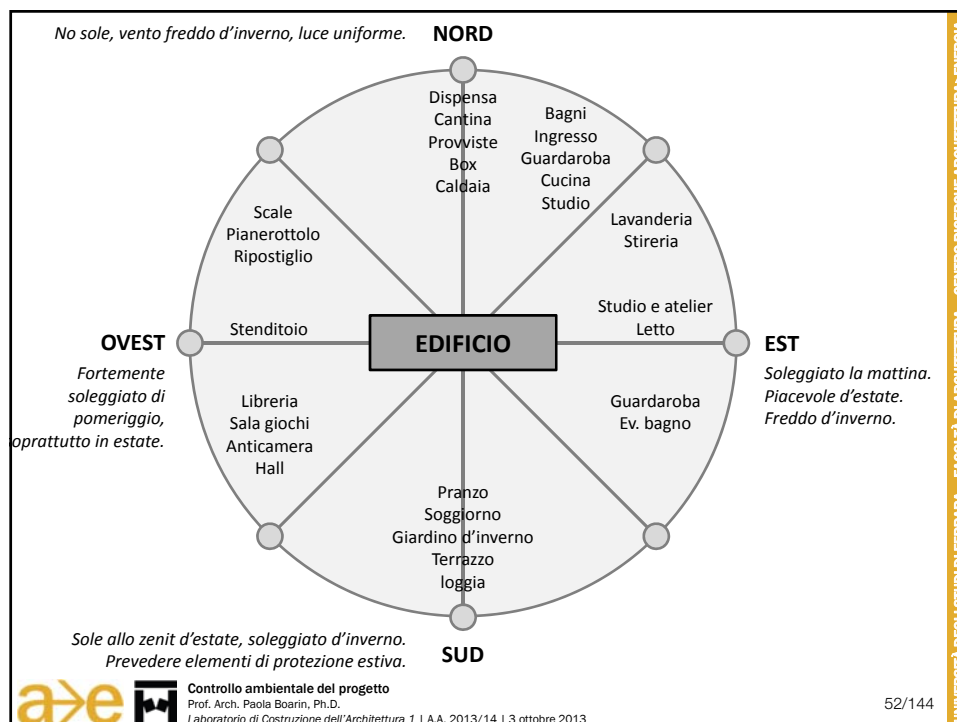 No sole, vento freddo d'inverno, luce uniforme.
NORD
Dispensa
Cantina
Provviste
Box
Caldaia
Bagni
Ingresso
Guardaroba
Cucina
Studio
Lavanderia
Stireria
Scale
Pianerottolo
Ripostiglio
Stenditoio
EDIFICIO
Studio e atelier
Letto
OVEST
Fortemente
soleggiato di
pomeriggio,
oprattutto in estate.
EST
Soleggiato la mattina.
Piacevole d'estate.
Freddo d'inverno.
Libreria
Sala giochi
Anticamera
Hall
Guardaroba
Ev. bagno
Pranzo
Soggiorno
Giardino d'inverno
Terrazzo
loggia
Sole allo zenit d'estate, soleggiato d'inverno.
Prevedere elementi di protezione estiva.
SUD
a>e
Controllo ambientale del progetto
Prof. Arch. Paola Boarin, Ph.D.
Laboratorio di Costruzione dell'Architettura 1 | A.A. 2013/14 | 3 ottobre 2013
52/144